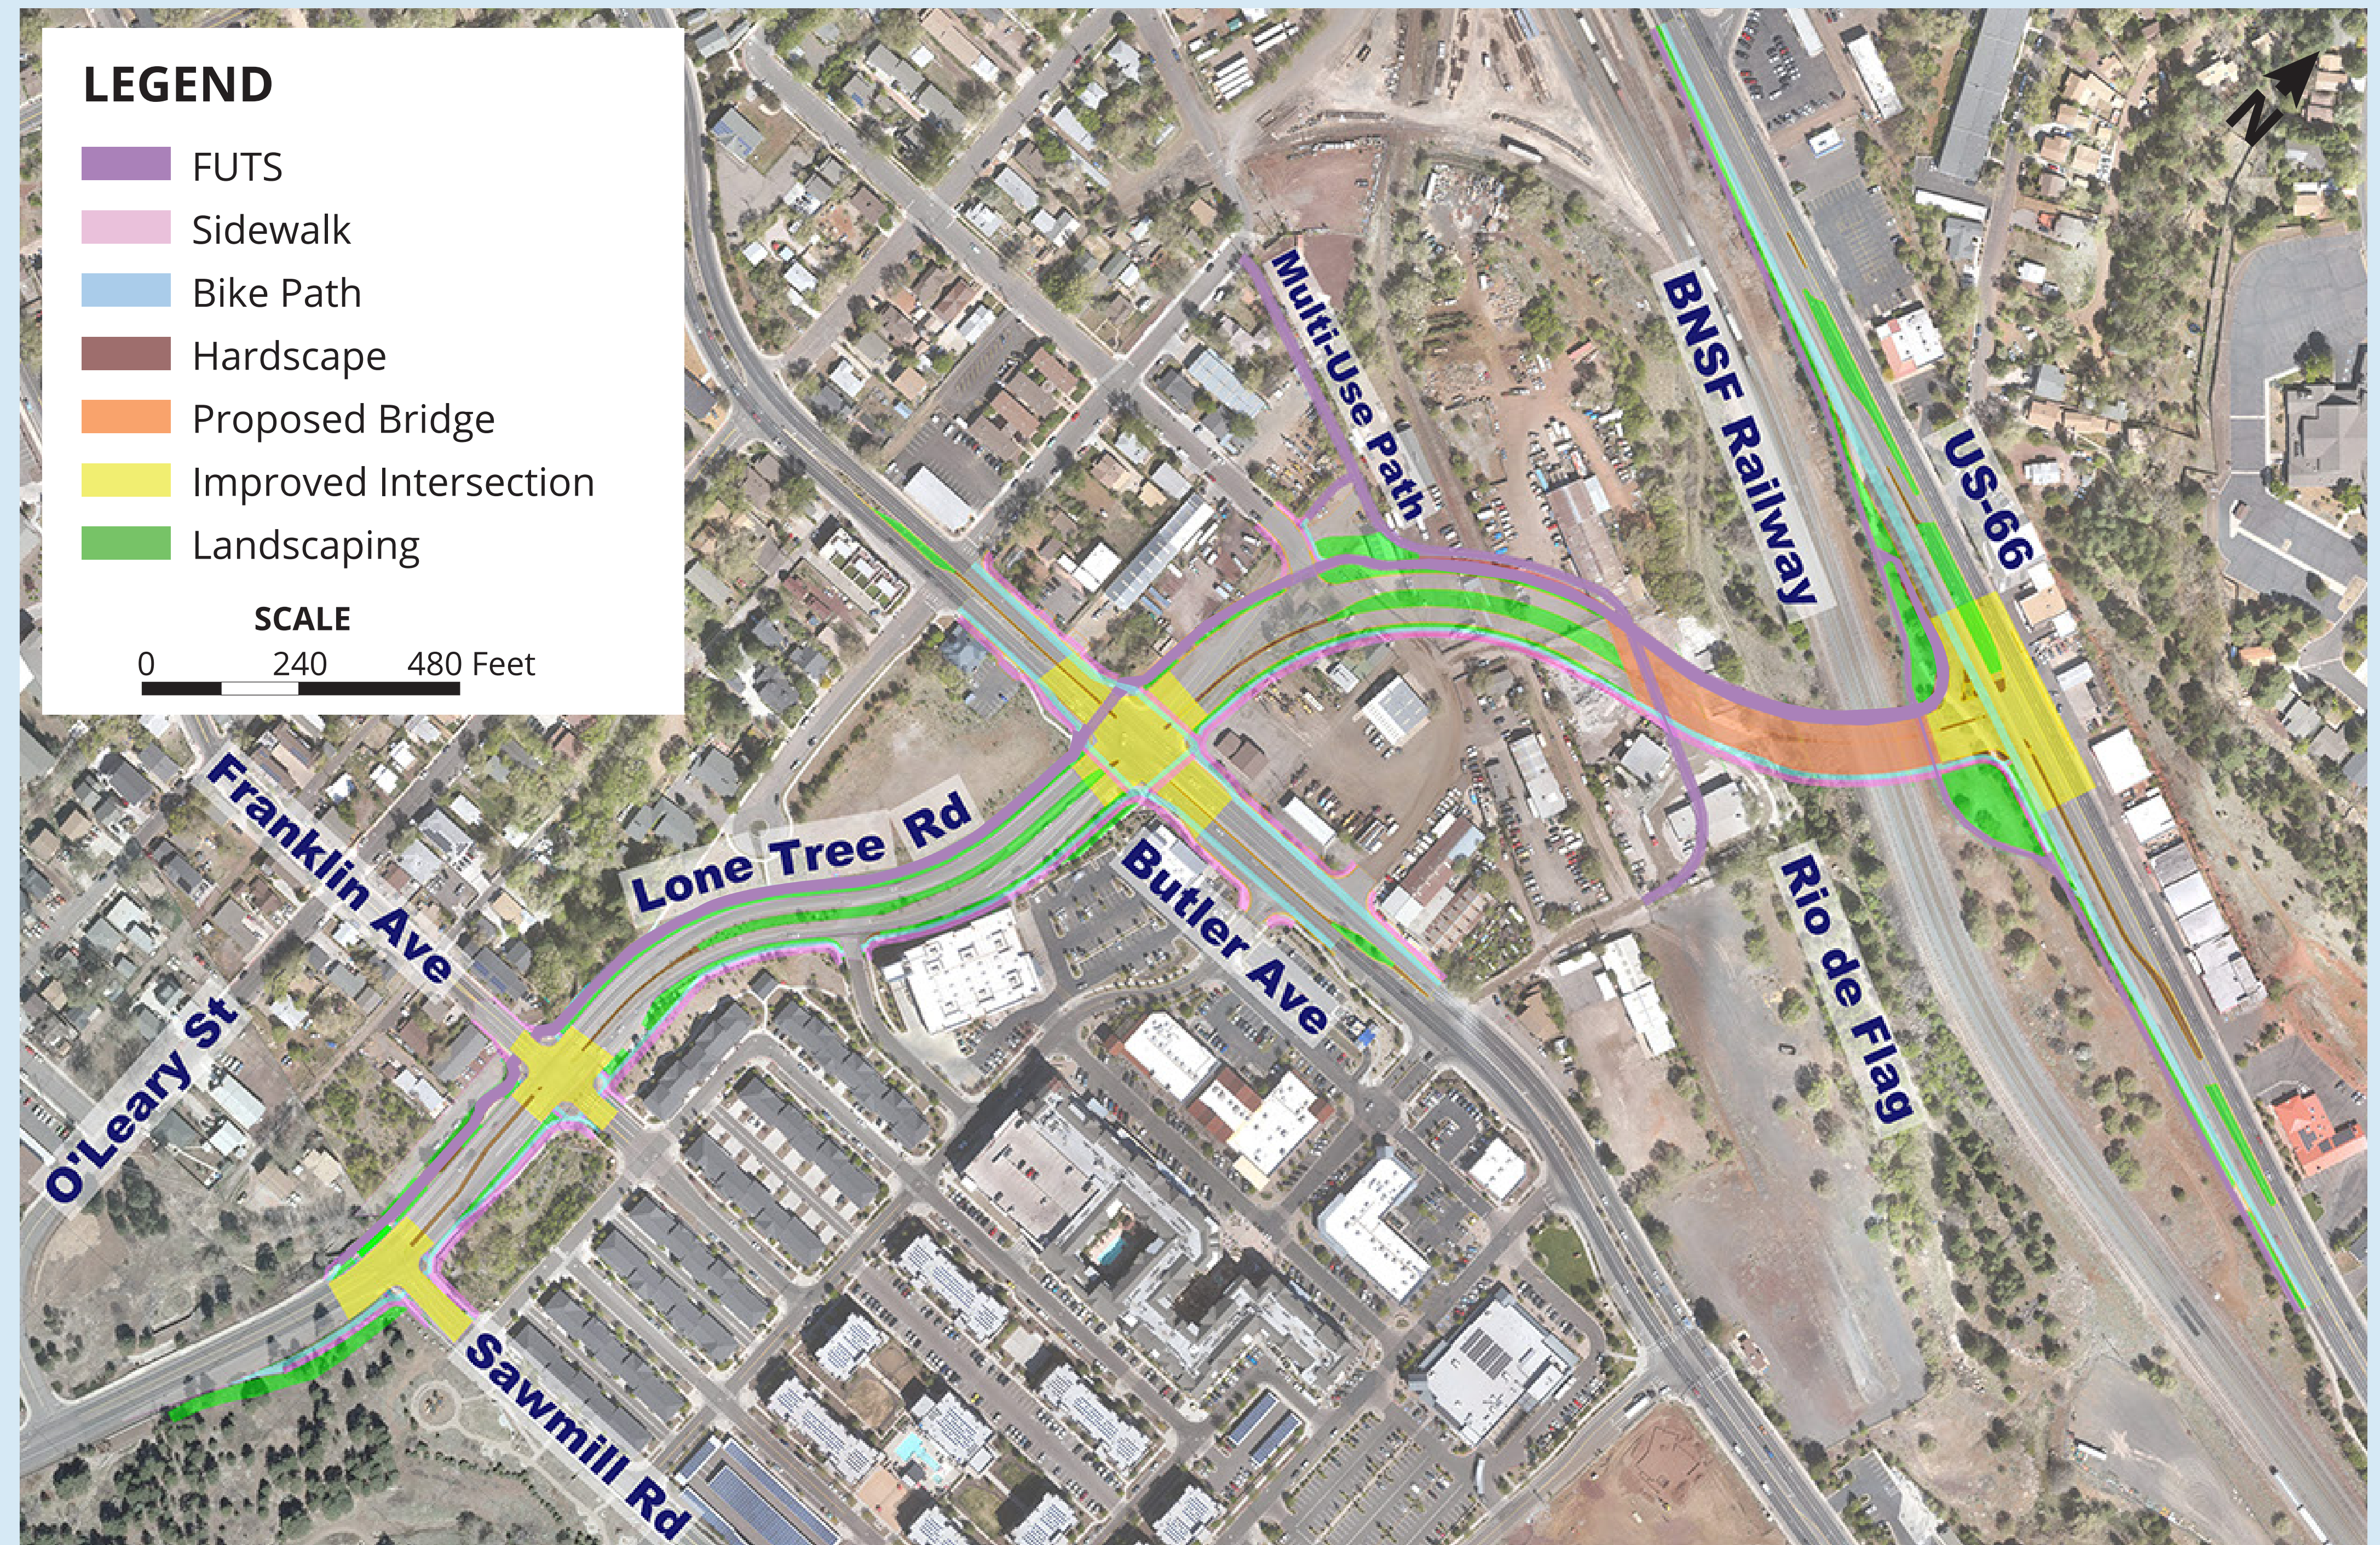 LEGEND
FUTS
Sidewalk
Bike Path
Hardscape
Proposed Bridge
Improved Intersection
Landscaping
SCALE
0 240 480 Feet
N
Multi-Use Path
BNSF Railway
US-66
Franklin Ave
Lone Tree Rd
Butler Ave
Rio de Flag
O'Leary St
Sawmill Rd